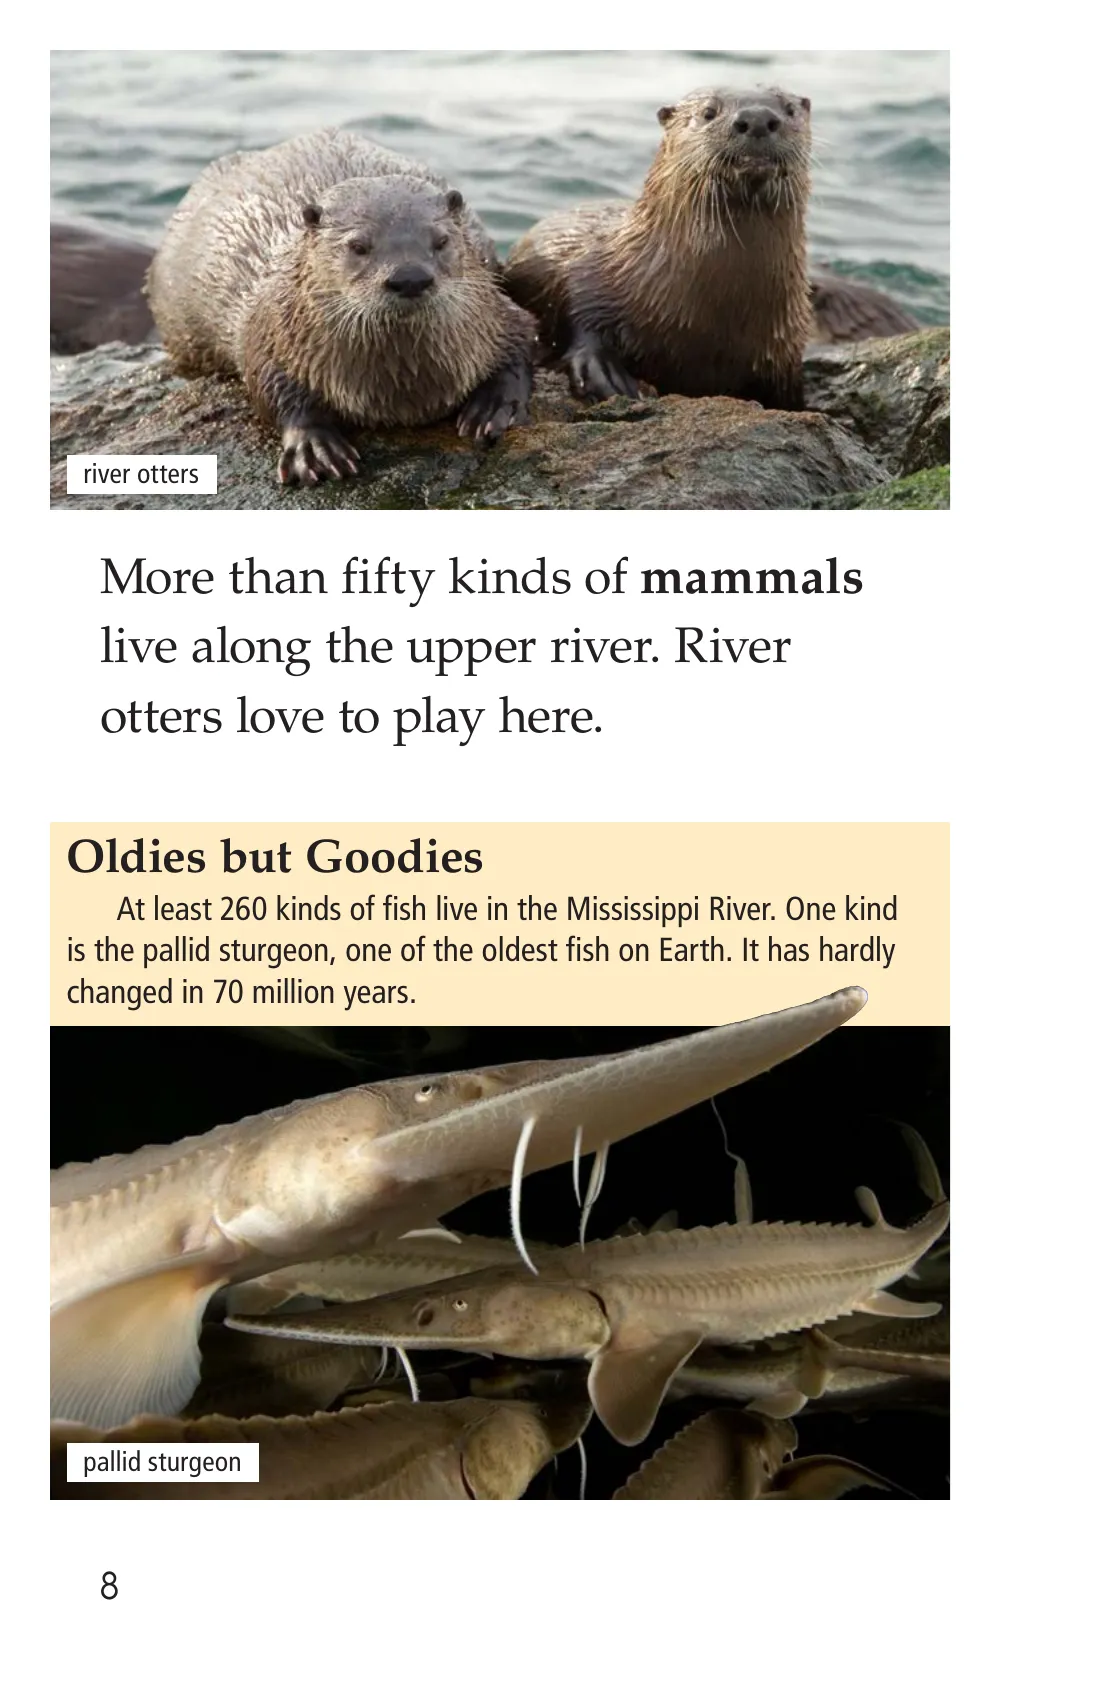 river otters
More than fifty kinds of mammals
live along the upper river. River
otters love to play here.
Oldies but Goodies
At least 260 kinds of fish live in the Mississippi River. One kind
is the pallid sturgeon, one of the oldest fish on Earth. It has hardly
changed in 70 million years.
pallid sturgeon
8